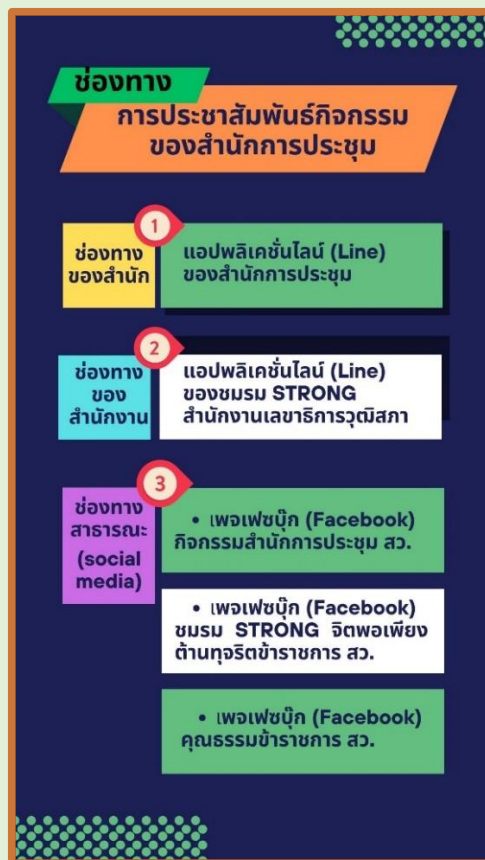 ช่องทาง
การประชาสัมพันธ์กิจกรรม
ของสำนักการประชุม
1
ช่องทาง
ของสำนัก
แอปพลิเคชั่นไลน์ (Line)
ของสำนักการประชุม
2
ช่องทาง
ของ
สำนักงาน
แอปพลิเคชั่นไลน์ (Line)
ของชมรม STRONG
สำนักงานเลขาธิการวุฒิสภา
3
ช่องทาง
สาธารณะ
(social
media)
• เพจเฟซบุ๊ก (Facebook)
กิจกรรมสำนักการประชุม สว.
• เพจเฟซบุ๊ก (Facebook)
ชมรม STRONG จิตพอเพียง
ต้านทุจริตข้าราชการ สว.
• เพจเฟซบุ๊ก (Facebook)
คุณธรรมข้าราชการ สว.